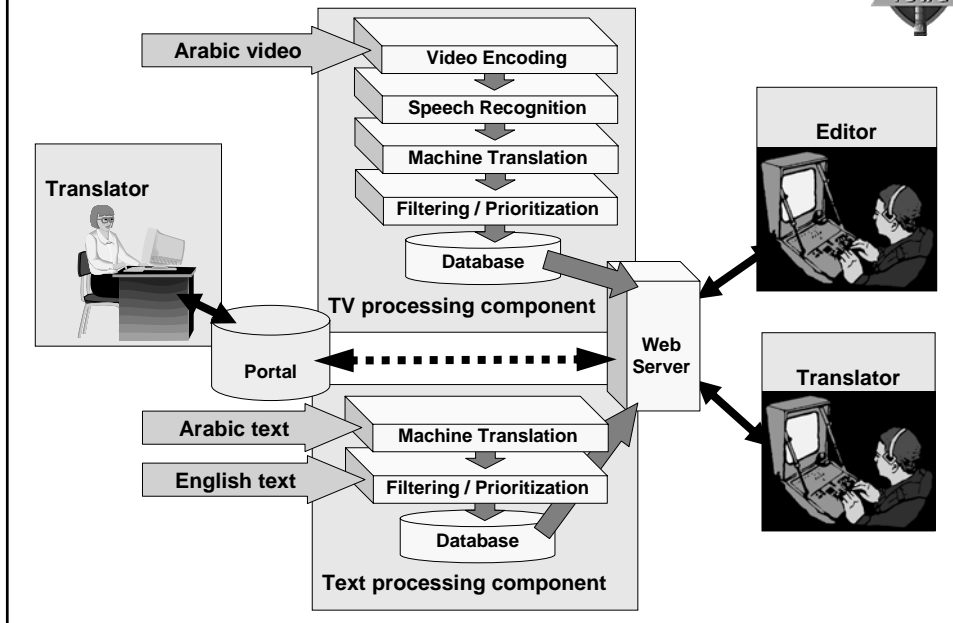 Arabic video
Video Encoding
Speech Recognition
Machine Translation
Filtering / Prioritization
Database
TV processing component
Translator
Portal
Web
Server
Editor
Translator
Arabic text
English text
Machine Translation
Filtering / Prioritization
Database
Text processing component